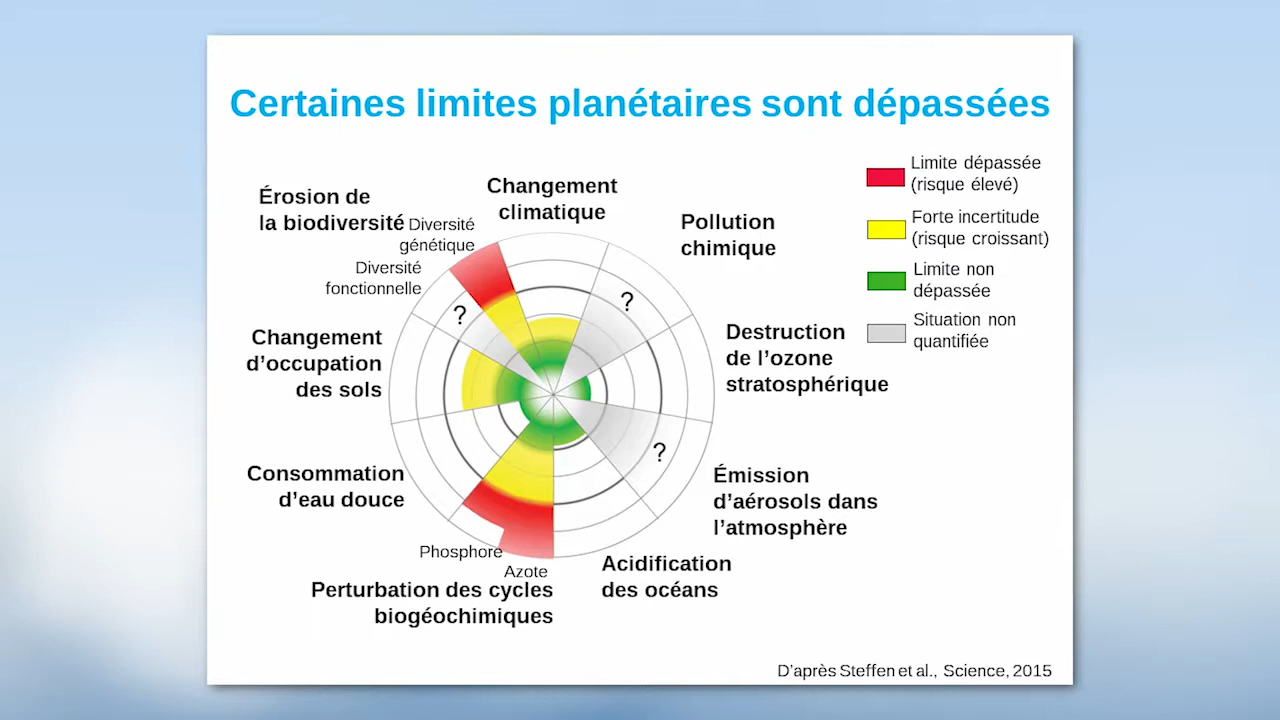 Certaines limites planétaires sont dépassées
Limite dépassée
(risque élevé)
Forte incertitude
(risque croissant)
Limite non
dépassée
Situation non
quantifiée
Changement
climatique
Pollution
chimique
?
Destruction
de l’ozone
stratosphérique
Émission
d’aérosols dans
l’atmosphère
?
Acidification
des océans
Perturbation des cycles
biogéochimiques
Azote
Phosphore
Consommation
d’eau douce
Changement
d’occupation
des sols
Érosion de
la biodiversité
Diversité
génétique
Diversité
fonctionnelle
?
D’après Steffen et al., Science, 2015